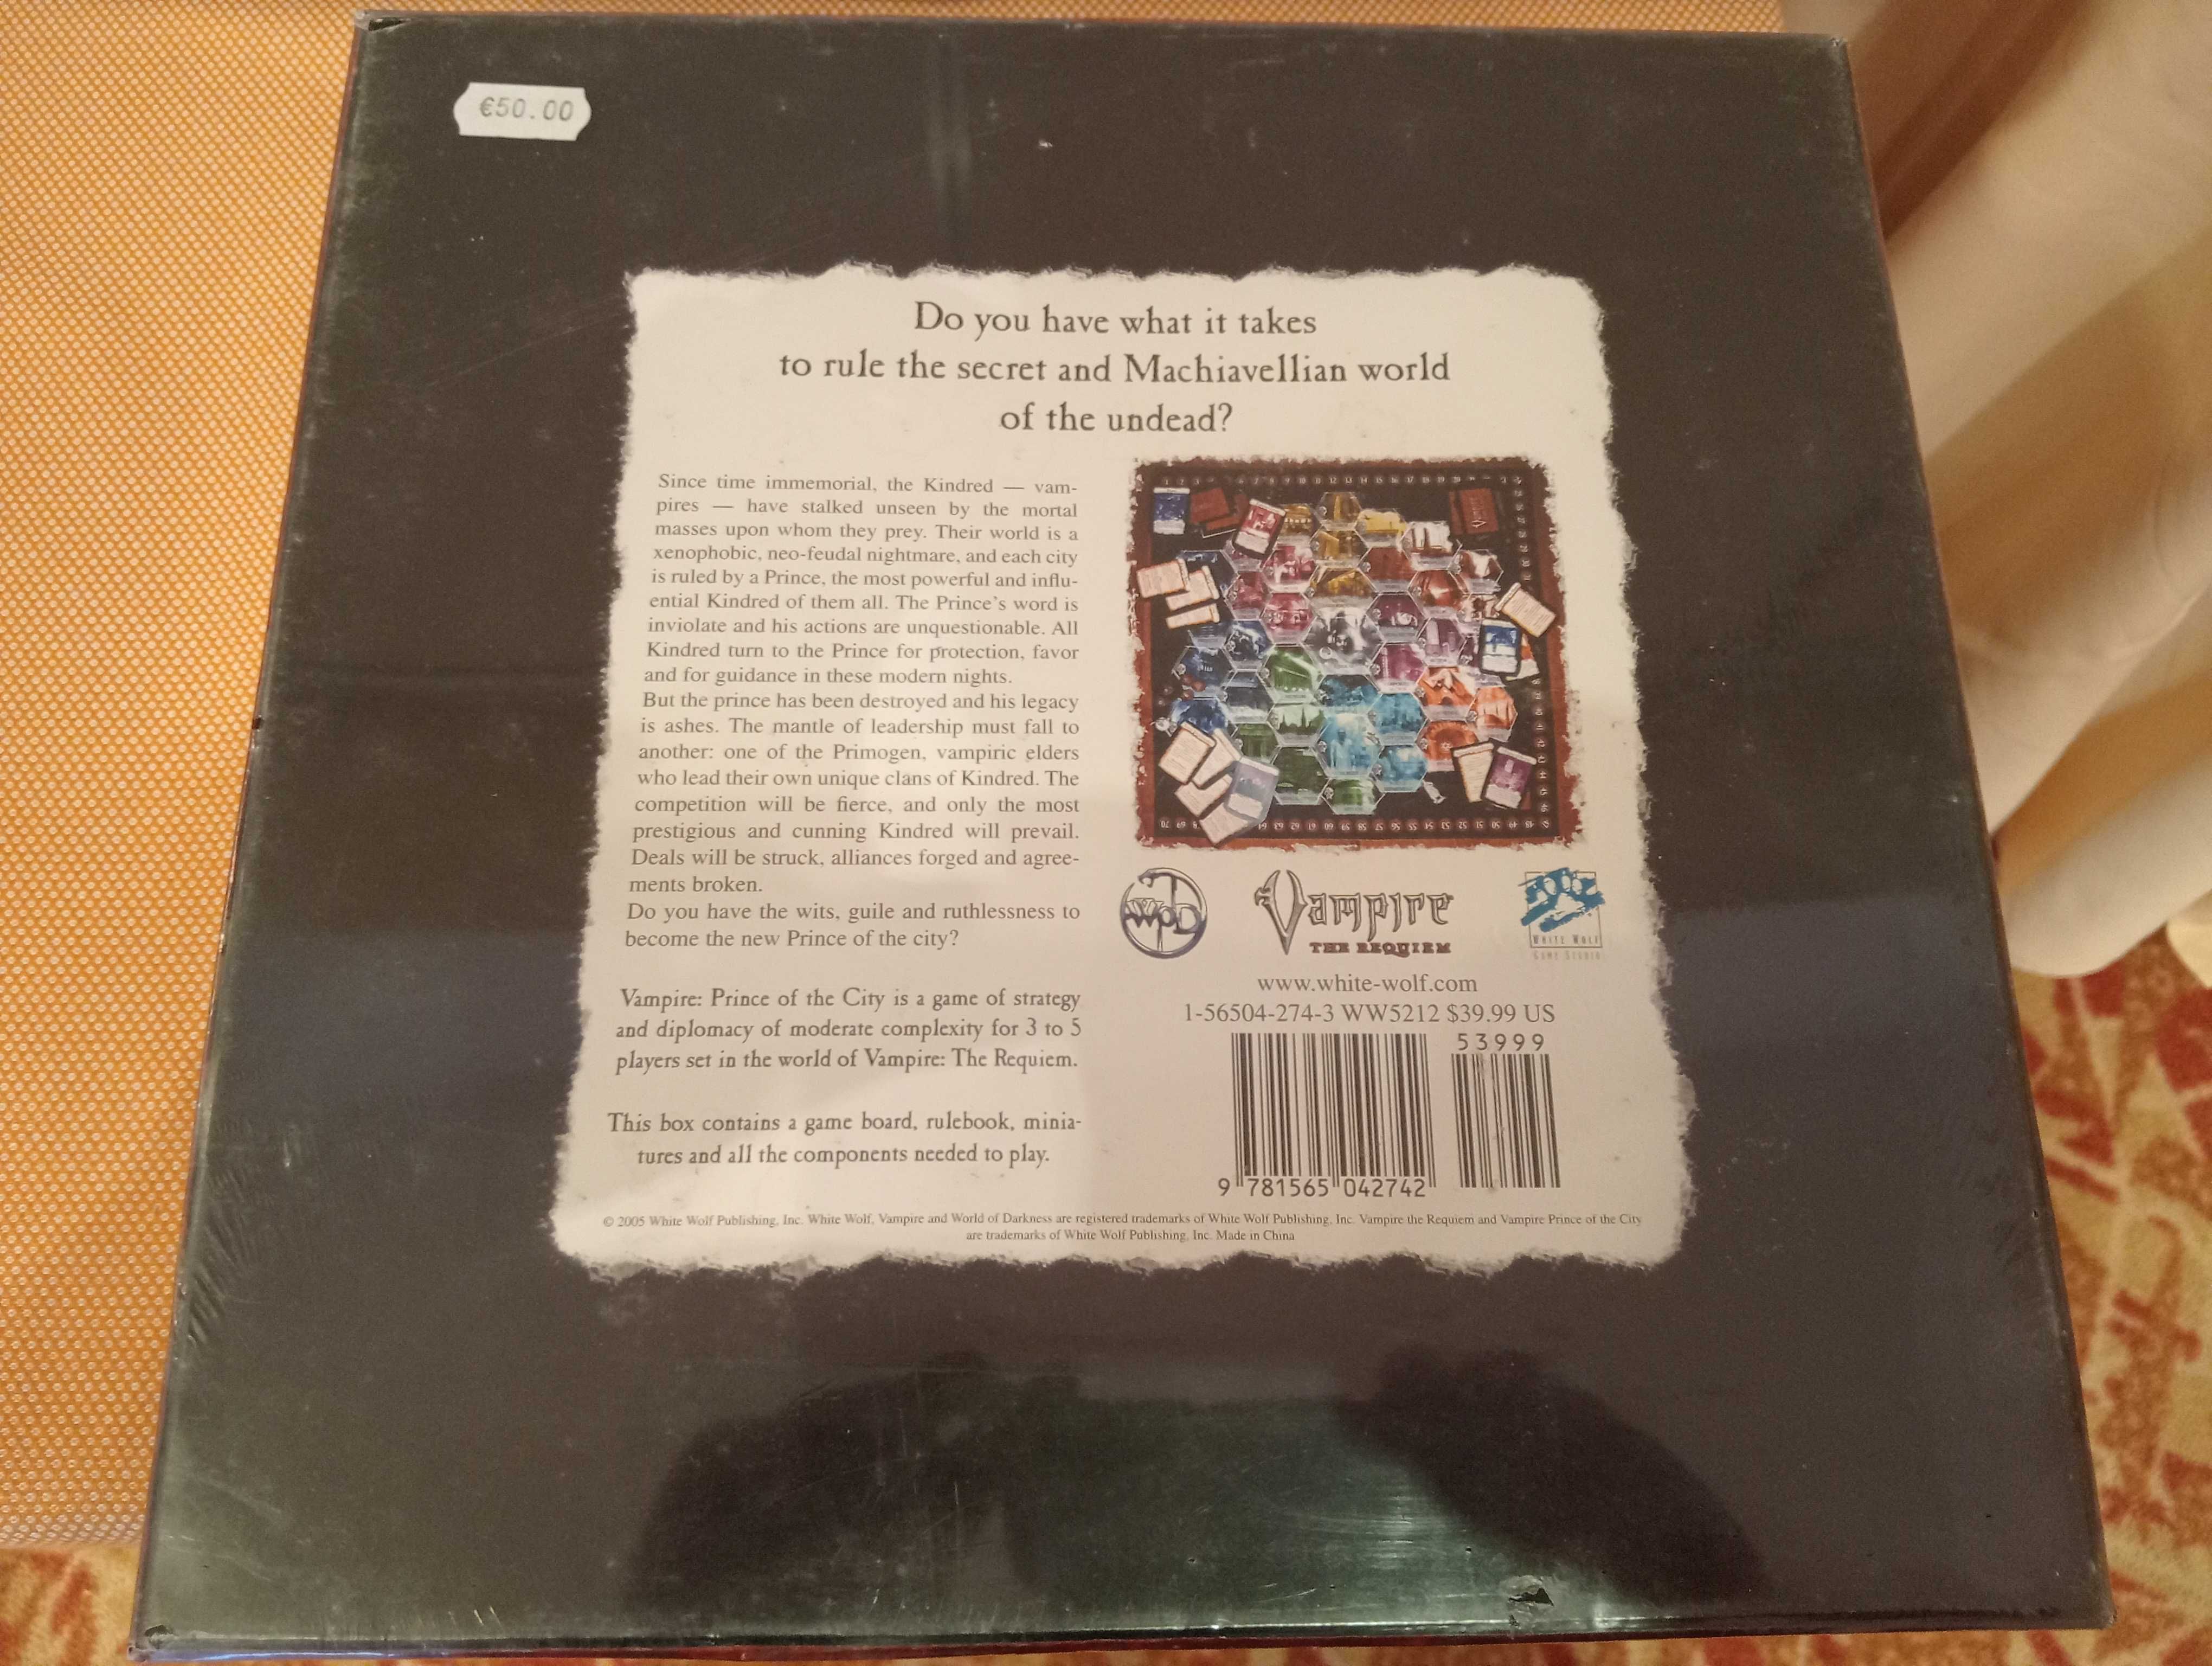 €50.00
Do you have what it takes
to rule the secret and Machiavellian world
of the undead?
Since time immemorial, the Kindred — vam-
pires — have stalked unseen by the mortal
masses upon whom they prey. Their world is a
xenophobic, neo-feudal nightmare, and each city
is ruled by a Prince, the most powerful and influ-
ential Kindred of them all. The Prince's word is
inviolate and his actions are unquestionable. All
Kindred turn to the Prince for protection, favor
and for guidance in these modern nights.
But the prince has been destroyed and his legacy
is ashes. The mantle of leadership must fall to
another: one of the Primogen, vampiric elders
who lead their own unique clans of Kindred. The
competition will be fierce, and only the most
prestigious and cunning Kindred will prevail.
Deals will be struck, alliances forged and agree-
ments broken.
Do you have the wits, guile and ruthlessness to
become the new Prince of the city?
Vampire: Prince of the City is a game of strategy
and diplomacy of moderate complexity for 3 to 5
players set in the world of Vampire: The Requiem.
This box contains a game board, rulebook, minia-
tures and all the components needed to play.
WOD
Vampire
THE REQUIEM
WHITE WOLF
GAME STUDIO
www.white-wolf.com
1-56504-274-3 WW5212 $39.99 US
53999
9 781565 042742
© 2005 White Wolf Publishing, Inc. White Wolf, Vampire and World of Darkness are registered trademarks of White Wolf Publishing, Inc. Vampire the Requiem and Vampire Prince of the City
are trademarks of White Wolf Publishing, Inc. Made in China